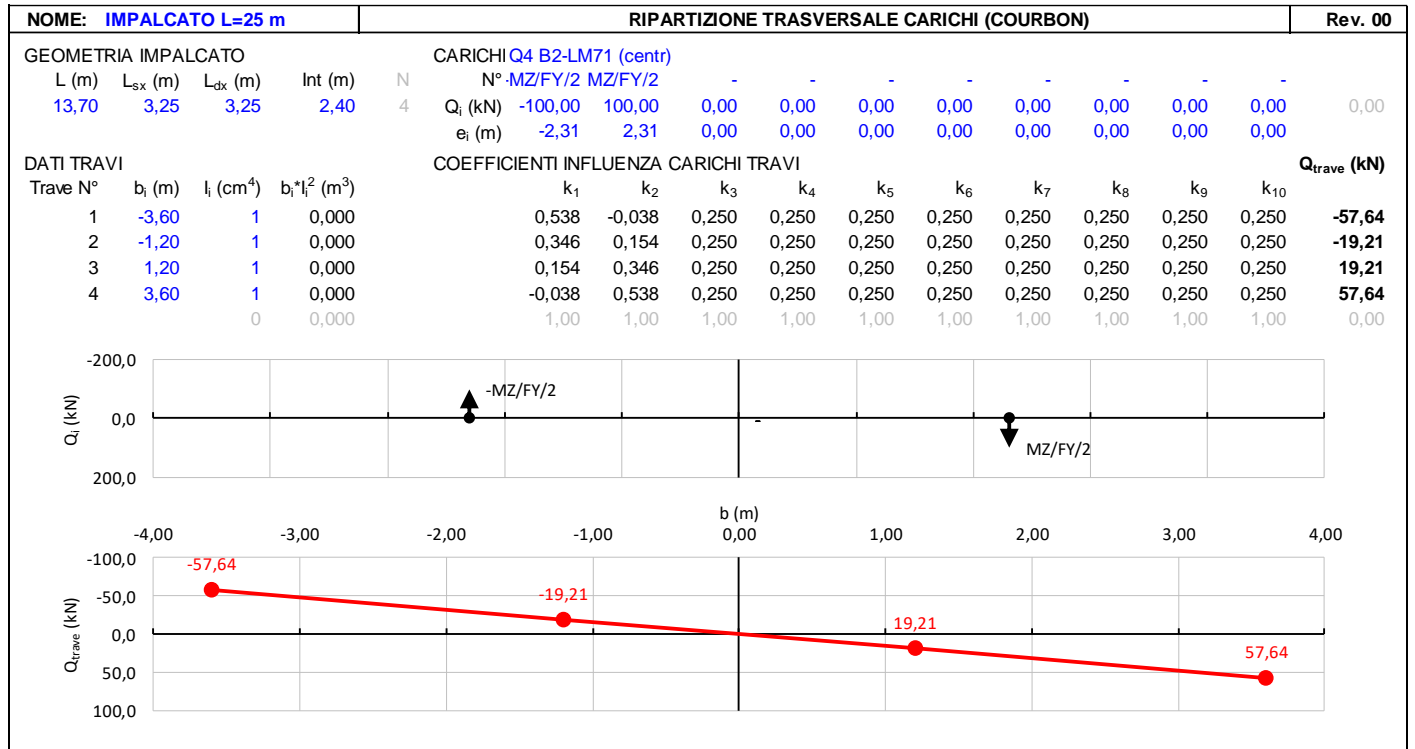 NOME: IMPALCATO L=25 m RIPARTIZIONE TRASVERSALE CARICHI (COURBON) Rev. 00
GEOMETRIA IMPALCATO CARICHI Q4 B2-LM71 (centr)
L (m) Lsx (m) Ldx (m) Int (m) N N° -MZ/FY/2 MZ/FY/2 - - - - - - - -
13,70 3,25 3,25 2,40 4 Qi (kN) -100,00 100,00 0,00 0,00 0,00 0,00 0,00 0,00 0,00 0,00 0,00
ei (m) -2,31 2,31 0,00 0,00 0,00 0,00 0,00 0,00 0,00 0,00
DATI TRAVI COEFFICIENTI INFLUENZA CARICHI TRAVI Qtrave (kN)
Trave N° bi (m) Ii (cm⁴) bi*Ii² (m³) k1 k2 k3 k4 k5 k6 k7 k8 k9 k10
1 -3,60 1 0,000 0,538 -0,038 0,250 0,250 0,250 0,250 0,250 0,250 0,250 0,250 -57,64
2 -1,20 1 0,000 0,346 0,154 0,250 0,250 0,250 0,250 0,250 0,250 0,250 0,250 -19,21
3 1,20 1 0,000 0,154 0,346 0,250 0,250 0,250 0,250 0,250 0,250 0,250 0,250 19,21
4 3,60 1 0,000 -0,038 0,538 0,250 0,250 0,250 0,250 0,250 0,250 0,250 0,250 57,64
0 0,000 1,00 1,00 1,00 1,00 1,00 1,00 1,00 1,00 1,00 1,00 0,00
-200,0
-MZ/FY/2
0,0
-
Qi (kN)
MZ/FY/2
200,0
b (m)
-4,00 -3,00 -2,00 -1,00 0,00 1,00 2,00 3,00 4,00
-100,0
-57,64
-50,0
-19,21
0,0
19,21
Qtrave (kN)
57,64
50,0
100,0